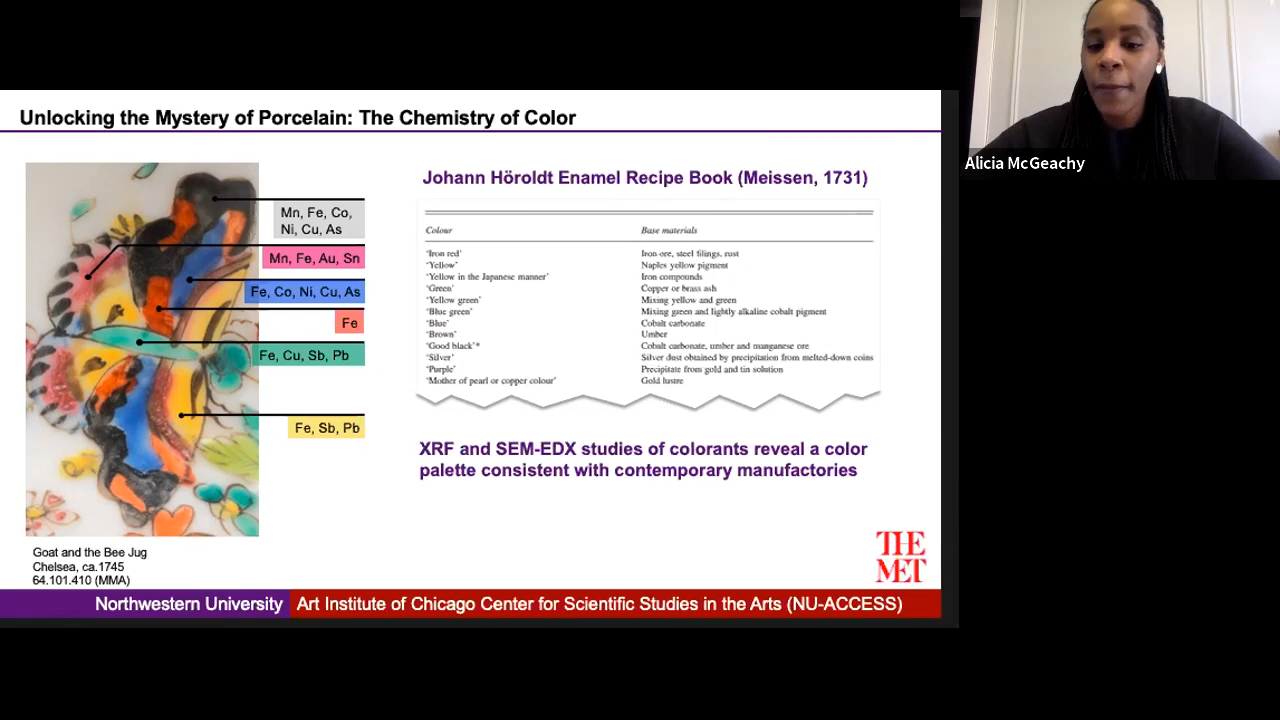 Unlocking the Mystery of Porcelain: The Chemistry of Color
Alicia McGeachy
Mn, Fe, Co,
Ni, Cu, As
Mn, Fe, Au, Sn
Fe, Co, Ni, Cu, As
Fe
Fe, Cu, Sb, Pb
Fe, Sb, Pb
Goat and the Bee Jug
Chelsea, ca.1745
64.101.410 (MMA)
Johann Höroldt Enamel Recipe Book (Meissen, 1731)
Colour Base materials
'Iron red' Iron ore, steel filings, rust
'Yellow' Naples yellow pigment
'Yellow in the Japanese manner' Iron compounds
'Green' Copper or brass ash
'Yellow green' Mixing yellow and green
'Blue green' Mixing green and lightly alkaline cobalt pigment
'Blue' Cobalt carbonate
'Brown' Umber
'Good black'* Cobalt carbonate, umber and manganese ore
'Silver' Silver dust obtained by precipitation from melted-down coins
'Purple' Precipitate from gold and tin solution
'Mother of pearl or copper colour' Gold lustre
XRF and SEM-EDX studies of colorants reveal a color
palette consistent with contemporary manufactories
THE
MET
Northwestern University Art Institute of Chicago Center for Scientific Studies in the Arts (NU-ACCESS)